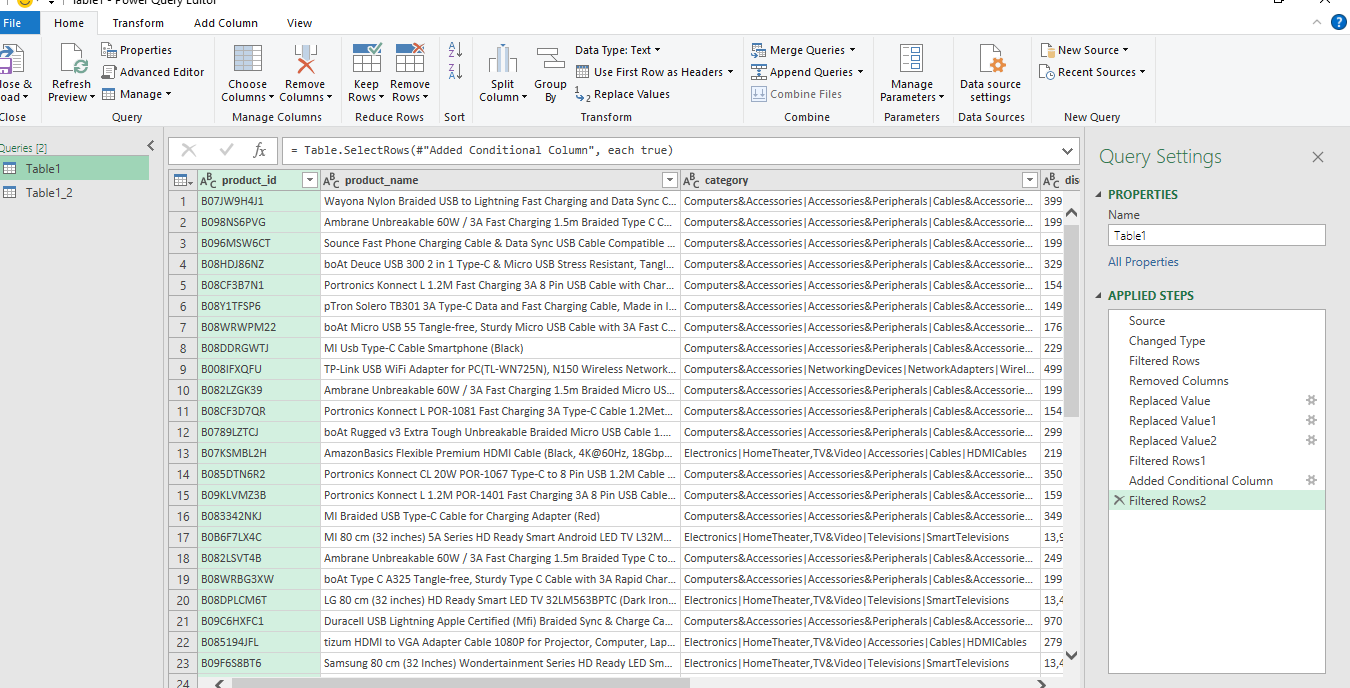 Table1 - Power Query Editor
File Home Transform Add Column View
Close & Load
Close
Refresh Preview
Properties
Advanced Editor
Manage
Query
Choose Columns
Remove Columns
Manage Columns
Keep Rows
Remove Rows
Reduce Rows
Sort
Split Column
Group By
Data Type: Text
Use First Row as Headers
Replace Values
Transform
Merge Queries
Append Queries
Combine Files
Combine
Manage Parameters
Parameters
Data source settings
Data Sources
New Source
Recent Sources
New Query
Queries [2]
Table1
Table1_2
fx = Table.SelectRows(#"Added Conditional Column", each true)
product_id product_name category dis
1 B07JW9H4J1 Wayona Nylon Braided USB to Lightning Fast Charging and Data Sync C... Computers&Accessories|Accessories&Peripherals|Cables&Accessorie... 399
2 B098NS6PVG Ambrane Unbreakable 60W / 3A Fast Charging 1.5m Braided Type C C... Computers&Accessories|Accessories&Peripherals|Cables&Accessorie... 199
3 B096MSW6CT Sounce Fast Phone Charging Cable & Data Sync USB Cable Compatible ... Computers&Accessories|Accessories&Peripherals|Cables&Accessorie... 199
4 B08HDJ86NZ boAt Deuce USB 300 2 in 1 Type-C & Micro USB Stress Resistant, Tangl... Computers&Accessories|Accessories&Peripherals|Cables&Accessorie... 329
5 B08CF3B7N1 Portronics Konnect L 1.2M Fast Charging 3A 8 Pin USB Cable with Char... Computers&Accessories|Accessories&Peripherals|Cables&Accessorie... 154
6 B08Y1TFSP6 pTron Solero TB301 3A Type-C Data and Fast Charging Cable, Made in I... Computers&Accessories|Accessories&Peripherals|Cables&Accessorie... 149
7 B08WRWPM22 boAt Micro USB 55 Tangle-free, Sturdy Micro USB Cable with 3A Fast C... Computers&Accessories|Accessories&Peripherals|Cables&Accessorie... 176
8 B08DDRGWTJ MI Usb Type-C Cable Smartphone (Black) Computers&Accessories|Accessories&Peripherals|Cables&Accessorie... 229
9 B008IFXQFU TP-Link USB WiFi Adapter for PC(TL-WN725N), N150 Wireless Network... Computers&Accessories|NetworkingDevices|NetworkAdapters|Wirel... 499
10 B082LZGK39 Ambrane Unbreakable 60W / 3A Fast Charging 1.5m Braided Micro US... Computers&Accessories|Accessories&Peripherals|Cables&Accessorie... 199
11 B08CF3D7QR Portronics Konnect L POR-1081 Fast Charging 3A Type-C Cable 1.2Met... Computers&Accessories|Accessories&Peripherals|Cables&Accessorie... 154
12 B0789LZTCJ boAt Rugged v3 Extra Tough Unbreakable Braided Micro USB Cable 1.... Computers&Accessories|Accessories&Peripherals|Cables&Accessorie... 299
13 B07KSMBL2H AmazonBasics Flexible Premium HDMI Cable (Black, 4K@60Hz, 18Gbp... Electronics|HomeTheater,TV&Video|Accessories|Cables|HDMICables 219
14 B085DTN6R2 Portronics Konnect CL 20W POR-1067 Type-C to 8 Pin USB 1.2M Cable ... Computers&Accessories|Accessories&Peripherals|Cables&Accessorie... 350
15 B09KLVMZ3B Portronics Konnect L 1.2M POR-1401 Fast Charging 3A 8 Pin USB Cable... Computers&Accessories|Accessories&Peripherals|Cables&Accessorie... 159
16 B083342NKJ MI Braided USB Type-C Cable for Charging Adapter (Red) Computers&Accessories|Accessories&Peripherals|Cables&Accessorie... 349
17 B0B6F7LX4C MI 80 cm (32 inches) 5A Series HD Ready Smart Android LED TV L32M... Electronics|HomeTheater,TV&Video|Televisions|SmartTelevisions 13,9
18 B082LSVT4B Ambrane Unbreakable 60W / 3A Fast Charging 1.5m Braided Type C to... Computers&Accessories|Accessories&Peripherals|Cables&Accessorie... 249
19 B08WRBG3XW boAt Type C A325 Tangle-free, Sturdy Type C Cable with 3A Rapid Char... Computers&Accessories|Accessories&Peripherals|Cables&Accessorie... 199
20 B08DPLCM6T LG 80 cm (32 inches) HD Ready Smart LED TV 32LM563BPTC (Dark Iron... Electronics|HomeTheater,TV&Video|Televisions|SmartTelevisions 13,4
21 B09C6HXFC1 Duracell USB Lightning Apple Certified (Mfi) Braided Sync & Charge Ca... Computers&Accessories|Accessories&Peripherals|Cables&Accessorie... 970
22 B085194JFL tizum HDMI to VGA Adapter Cable 1080P for Projector, Computer, Lap... Electronics|HomeTheater,TV&Video|Accessories|Cables|HDMICables 279
23 B09F6S8BT6 Samsung 80 cm (32 Inches) Wondertainment Series HD Ready LED Sm... Electronics|HomeTheater,TV&Video|Televisions|SmartTelevisions 13,4
24
Query Settings
PROPERTIES
Name
Table1
All Properties
APPLIED STEPS
Source
Changed Type
Filtered Rows
Removed Columns
Replaced Value
Replaced Value1
Replaced Value2
Filtered Rows1
Added Conditional Column
Filtered Rows2